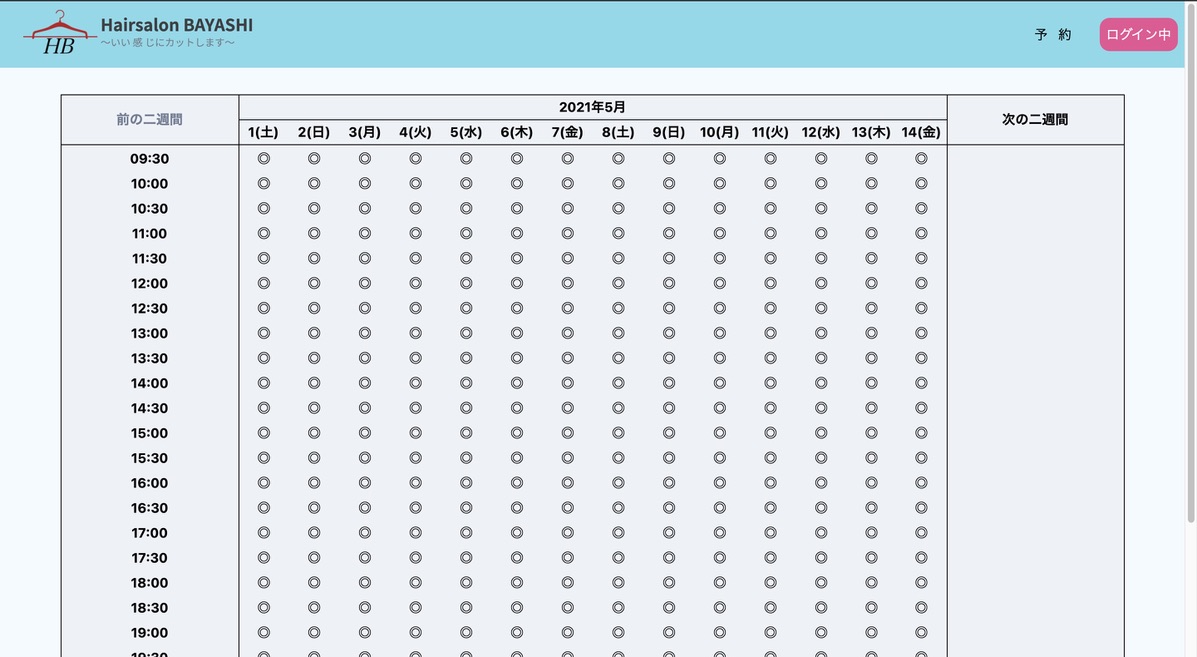 HB
Hairsalon BAYASHI
〜いい感じにカットします〜
予 約
ログイン中
前の二週間
2021年5月
次の二週間
1(土) 2(日) 3(月) 4(火) 5(水) 6(木) 7(金) 8(土) 9(日) 10(月) 11(火) 12(水) 13(木) 14(金)
09:30 ◎ ◎ ◎ ◎ ◎ ◎ ◎ ◎ ◎ ◎ ◎ ◎ ◎ ◎
10:00 ◎ ◎ ◎ ◎ ◎ ◎ ◎ ◎ ◎ ◎ ◎ ◎ ◎ ◎
10:30 ◎ ◎ ◎ ◎ ◎ ◎ ◎ ◎ ◎ ◎ ◎ ◎ ◎ ◎
11:00 ◎ ◎ ◎ ◎ ◎ ◎ ◎ ◎ ◎ ◎ ◎ ◎ ◎ ◎
11:30 ◎ ◎ ◎ ◎ ◎ ◎ ◎ ◎ ◎ ◎ ◎ ◎ ◎ ◎
12:00 ◎ ◎ ◎ ◎ ◎ ◎ ◎ ◎ ◎ ◎ ◎ ◎ ◎ ◎
12:30 ◎ ◎ ◎ ◎ ◎ ◎ ◎ ◎ ◎ ◎ ◎ ◎ ◎ ◎
13:00 ◎ ◎ ◎ ◎ ◎ ◎ ◎ ◎ ◎ ◎ ◎ ◎ ◎ ◎
13:30 ◎ ◎ ◎ ◎ ◎ ◎ ◎ ◎ ◎ ◎ ◎ ◎ ◎ ◎
14:00 ◎ ◎ ◎ ◎ ◎ ◎ ◎ ◎ ◎ ◎ ◎ ◎ ◎ ◎
14:30 ◎ ◎ ◎ ◎ ◎ ◎ ◎ ◎ ◎ ◎ ◎ ◎ ◎ ◎
15:00 ◎ ◎ ◎ ◎ ◎ ◎ ◎ ◎ ◎ ◎ ◎ ◎ ◎ ◎
15:30 ◎ ◎ ◎ ◎ ◎ ◎ ◎ ◎ ◎ ◎ ◎ ◎ ◎ ◎
16:00 ◎ ◎ ◎ ◎ ◎ ◎ ◎ ◎ ◎ ◎ ◎ ◎ ◎ ◎
16:30 ◎ ◎ ◎ ◎ ◎ ◎ ◎ ◎ ◎ ◎ ◎ ◎ ◎ ◎
17:00 ◎ ◎ ◎ ◎ ◎ ◎ ◎ ◎ ◎ ◎ ◎ ◎ ◎ ◎
17:30 ◎ ◎ ◎ ◎ ◎ ◎ ◎ ◎ ◎ ◎ ◎ ◎ ◎ ◎
18:00 ◎ ◎ ◎ ◎ ◎ ◎ ◎ ◎ ◎ ◎ ◎ ◎ ◎ ◎
18:30 ◎ ◎ ◎ ◎ ◎ ◎ ◎ ◎ ◎ ◎ ◎ ◎ ◎ ◎
19:00 ◎ ◎ ◎ ◎ ◎ ◎ ◎ ◎ ◎ ◎ ◎ ◎ ◎ ◎